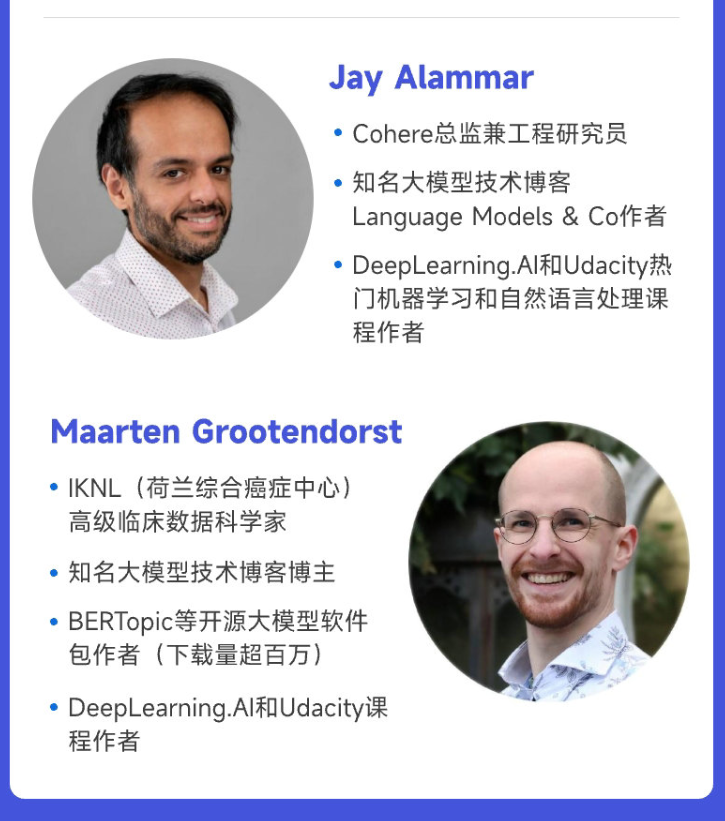 Jay Alammar
Cohere总监兼工程研究员
知名大模型技术博客
Language Models & Co作者
DeepLearning.AI和Udacity热
门机器学习和自然语言处理课
程作者
Maarten Grootendorst
IKNL（荷兰综合癌症中心）
高级临床数据科学家
知名大模型技术博客博主
BERTopic等开源大模型软件
包作者（下载量超百万）
DeepLearning.AI和Udacity课
程作者